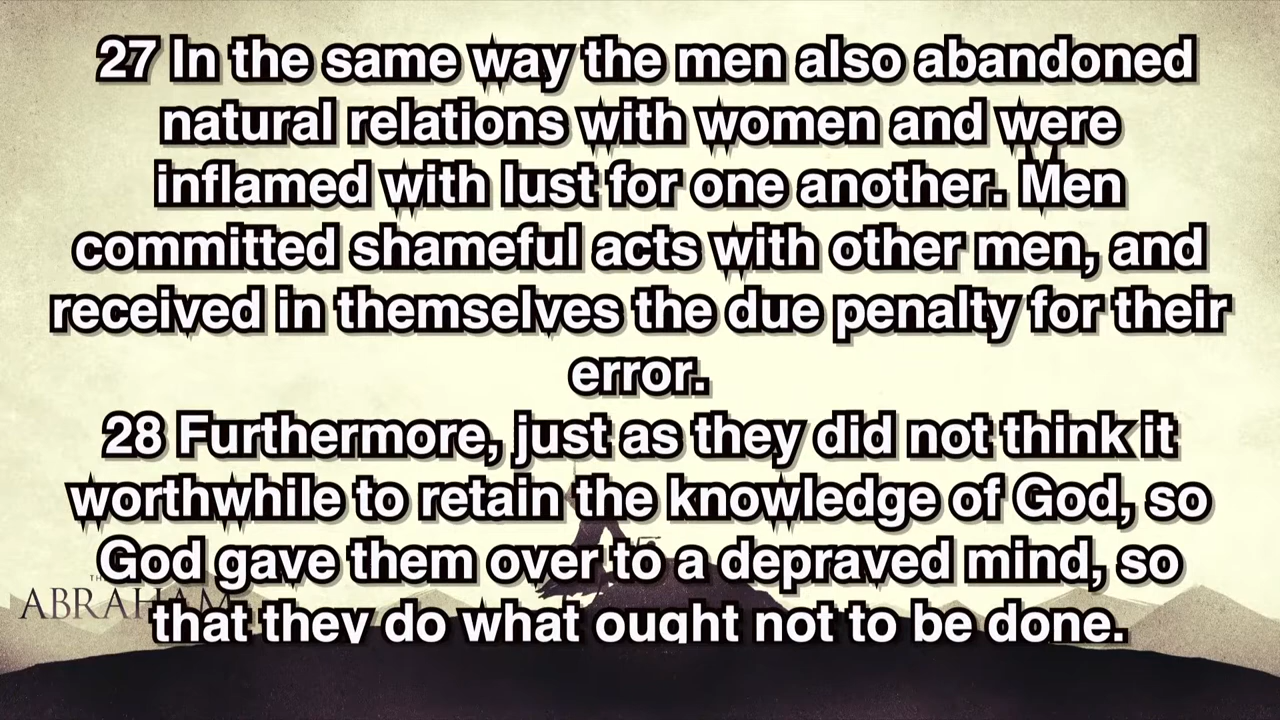 27 In the same way the men also abandoned
natural relations with women and were
inflamed with lust for one another. Men
committed shameful acts with other men, and
received in themselves the due penalty for their
error.
28 Furthermore, just as they did not think it
worthwhile to retain the knowledge of God, so
God gave them over to a depraved mind, so
ABRAHAM
that they do what ought not to be done.